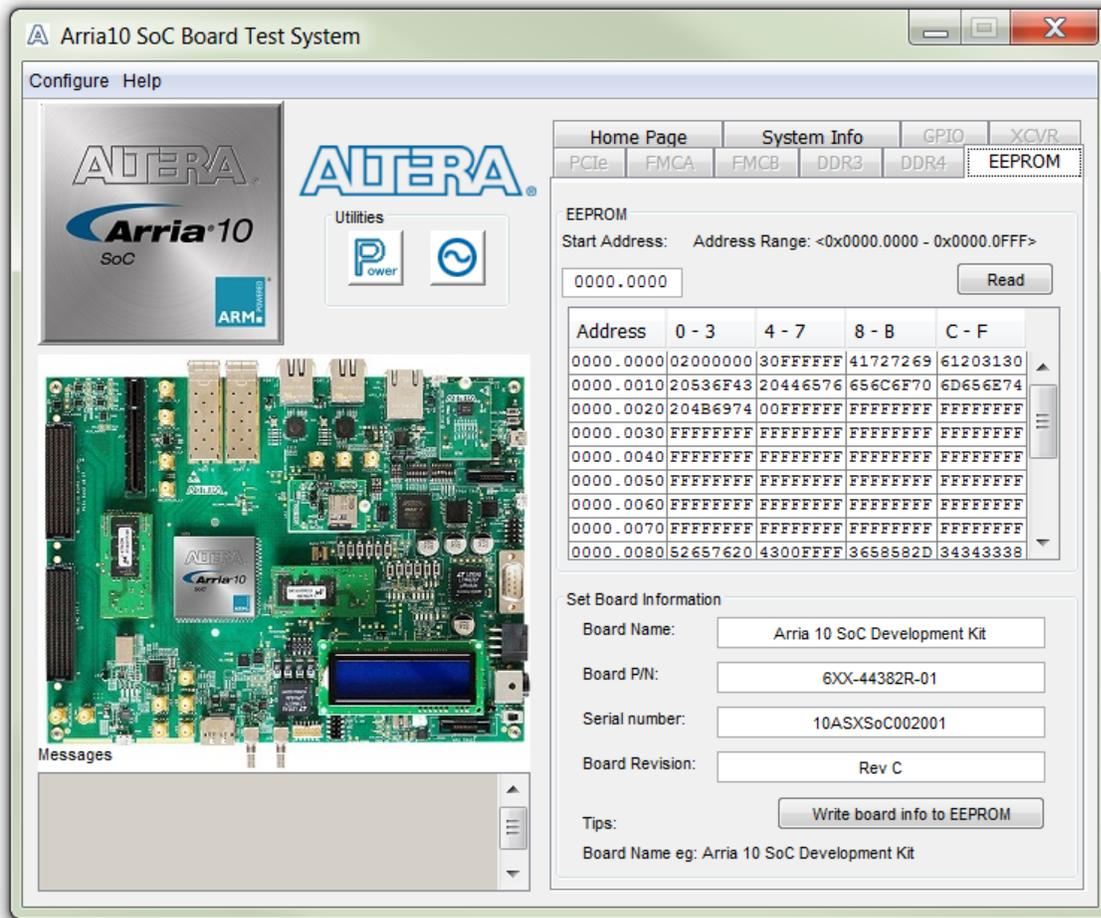 Arria10 SoC Board Test System
Configure Help
ALTERA
Arria 10
SoC
ARM
POWERED
ALTERA
Utilities
Power
Home Page System Info GPIO XCVR
PCIe FMCA FMCB DDR3 DDR4 EEPROM
EEPROM
Start Address: Address Range: <0x0000.0000 - 0x0000.0FFF>
0000.0000 Read
Address 0 - 3 4 - 7 8 - B C - F
0000.0000 02000000 30FFFFFF 41727269 61203130
0000.0010 20536F43 20446576 656C6F70 6D656E74
0000.0020 204B6974 00FFFFFF FFFFFFFF FFFFFFFF
0000.0030 FFFFFFFF FFFFFFFF FFFFFFFF FFFFFFFF
0000.0040 FFFFFFFF FFFFFFFF FFFFFFFF FFFFFFFF
0000.0050 FFFFFFFF FFFFFFFF FFFFFFFF FFFFFFFF
0000.0060 FFFFFFFF FFFFFFFF FFFFFFFF FFFFFFFF
0000.0070 FFFFFFFF FFFFFFFF FFFFFFFF FFFFFFFF
0000.0080 52657620 4300FFFF 3658582D 34343338
ALTERA
ALTERA
Arria 10
SoC
Messages
Set Board Information
Board Name: Arria 10 SoC Development Kit
Board P/N: 6XX-44382R-01
Serial number: 10ASXSoC002001
Board Revision: Rev C
Write board info to EEPROM
Tips:
Board Name eg: Arria 10 SoC Development Kit